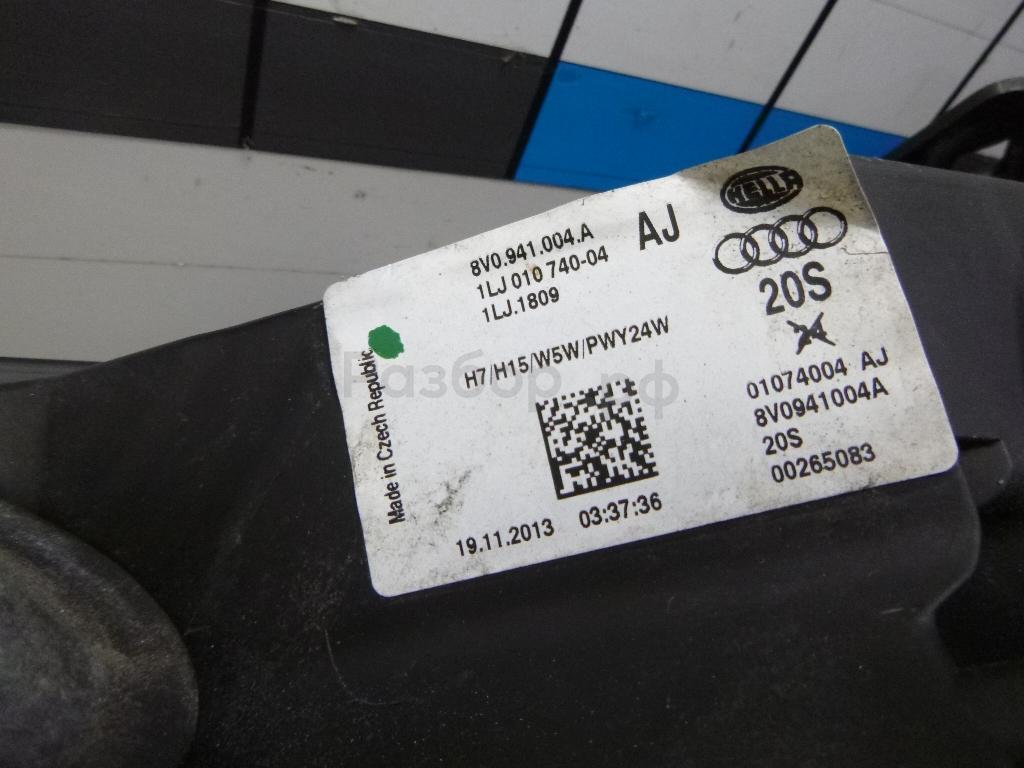 HELLA
8V0.941.004.A
AJ
1LJ 010 740-04
1LJ.1809
20S
H7/H15/W5W/PWY24W
Made in Czech Republic
Разбор.рф
01074004 AJ
8V0941004A
20S
00265083
19.11.2013 03:37:36